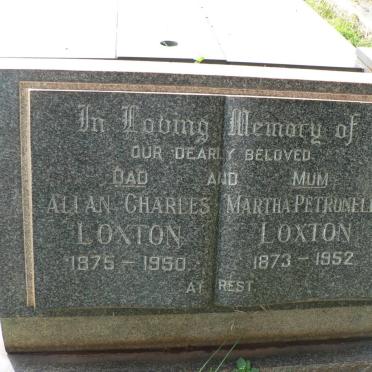 In Loving Memory of
OUR DEARLY BELOVED
DAD AND MUM
ALLAN CHARLES MARTHA PETRONELL
LOXTON LOXTON
1875 - 1950 1873 - 1952
AT REST